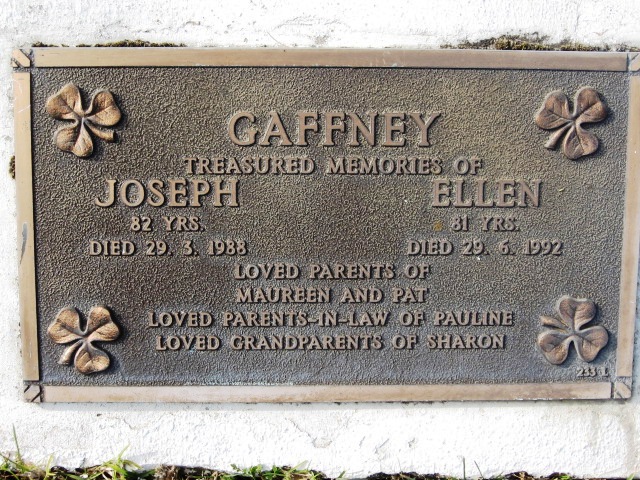 GAFFNEY
TREASURED MEMORIES OF
JOSEPH ELLEN
82 YRS. 81 YRS.
DIED 29. 3. 1988 DIED 29. 6. 1992
LOVED PARENTS OF
MAUREEN AND PAT
LOVED PARENTS-IN-LAW OF PAULINE
LOVED GRANDPARENTS OF SHARON
233 L